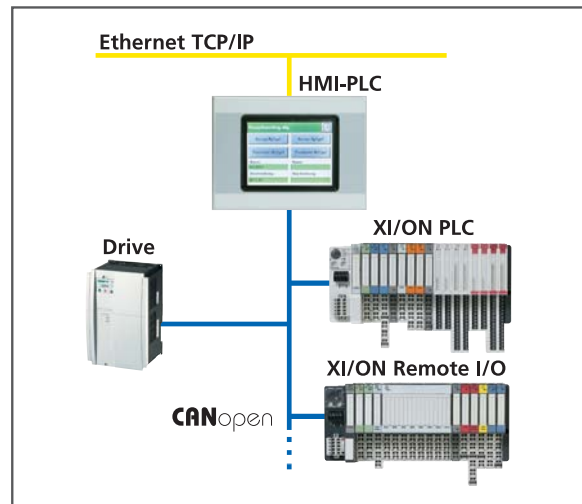 Ethernet TCP/IP
HMI-PLC
XI/ON PLC
Drive
XI/ON Remote I/O
CANopen